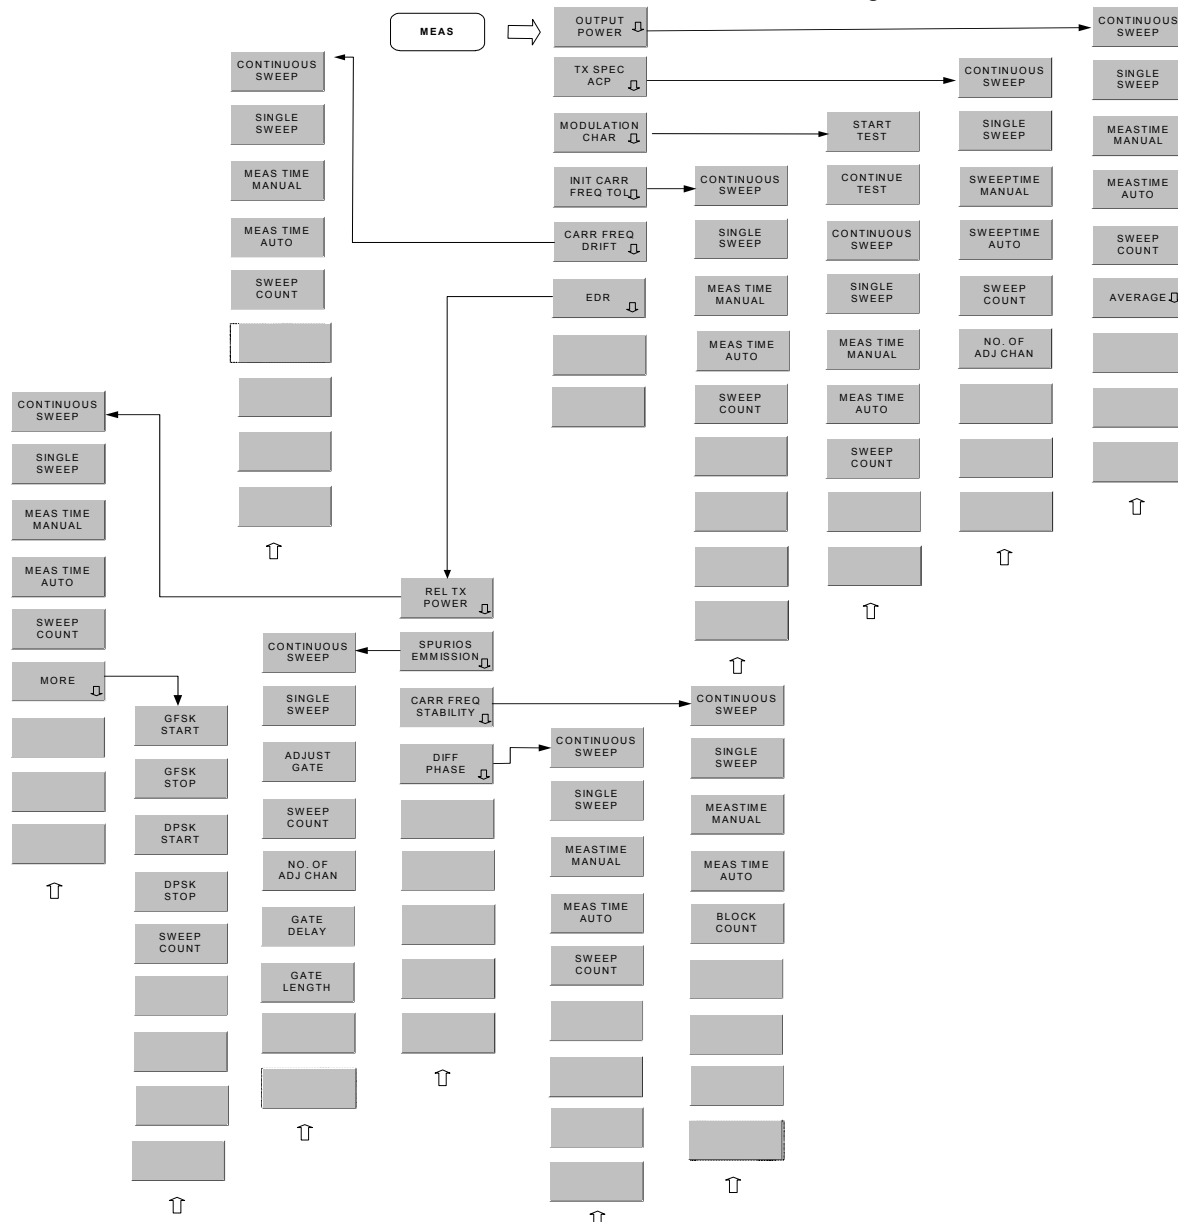 MEAS
OUTPUT
POWER
TX SPEC
ACP
MODULATION
CHAR
INIT CARR
FREQ TOL
CARR FREQ
DRIFT
EDR
CONTINUOUS
SWEEP
SINGLE
SWEEP
MEASTIME
MANUAL
MEASTIME
AUTO
SWEEP
COUNT
AVERAGE
CONTINUOUS
SWEEP
SINGLE
SWEEP
SWEEPTIME
MANUAL
SWEEPTIME
AUTO
SWEEP
COUNT
NO. OF
ADJ CHAN
START
TEST
CONTINUE
TEST
CONTINUOUS
SWEEP
SINGLE
SWEEP
MEAS TIME
MANUAL
MEAS TIME
AUTO
SWEEP
COUNT
CONTINUOUS
SWEEP
SINGLE
SWEEP
MEAS TIME
MANUAL
MEAS TIME
AUTO
SWEEP
COUNT
CONTINUOUS
SWEEP
SINGLE
SWEEP
MEAS TIME
MANUAL
MEAS TIME
AUTO
SWEEP
COUNT
REL TX
POWER
SPURIOS
EMMISSION
CARR FREQ
STABILITY
DIFF
PHASE
CONTINUOUS
SWEEP
SINGLE
SWEEP
MEAS TIME
MANUAL
MEAS TIME
AUTO
SWEEP
COUNT
MORE
GFSK
START
GFSK
STOP
DPSK
START
DPSK
STOP
SWEEP
COUNT
CONTINUOUS
SWEEP
SINGLE
SWEEP
ADJUST
GATE
SWEEP
COUNT
NO. OF
ADJ CHAN
GATE
DELAY
GATE
LENGTH
CONTINUOUS
SWEEP
SINGLE
SWEEP
MEASTIME
MANUAL
MEAS TIME
AUTO
SWEEP
COUNT
CONTINUOUS
SWEEP
SINGLE
SWEEP
MEASTIME
MANUAL
MEAS TIME
AUTO
BLOCK
COUNT